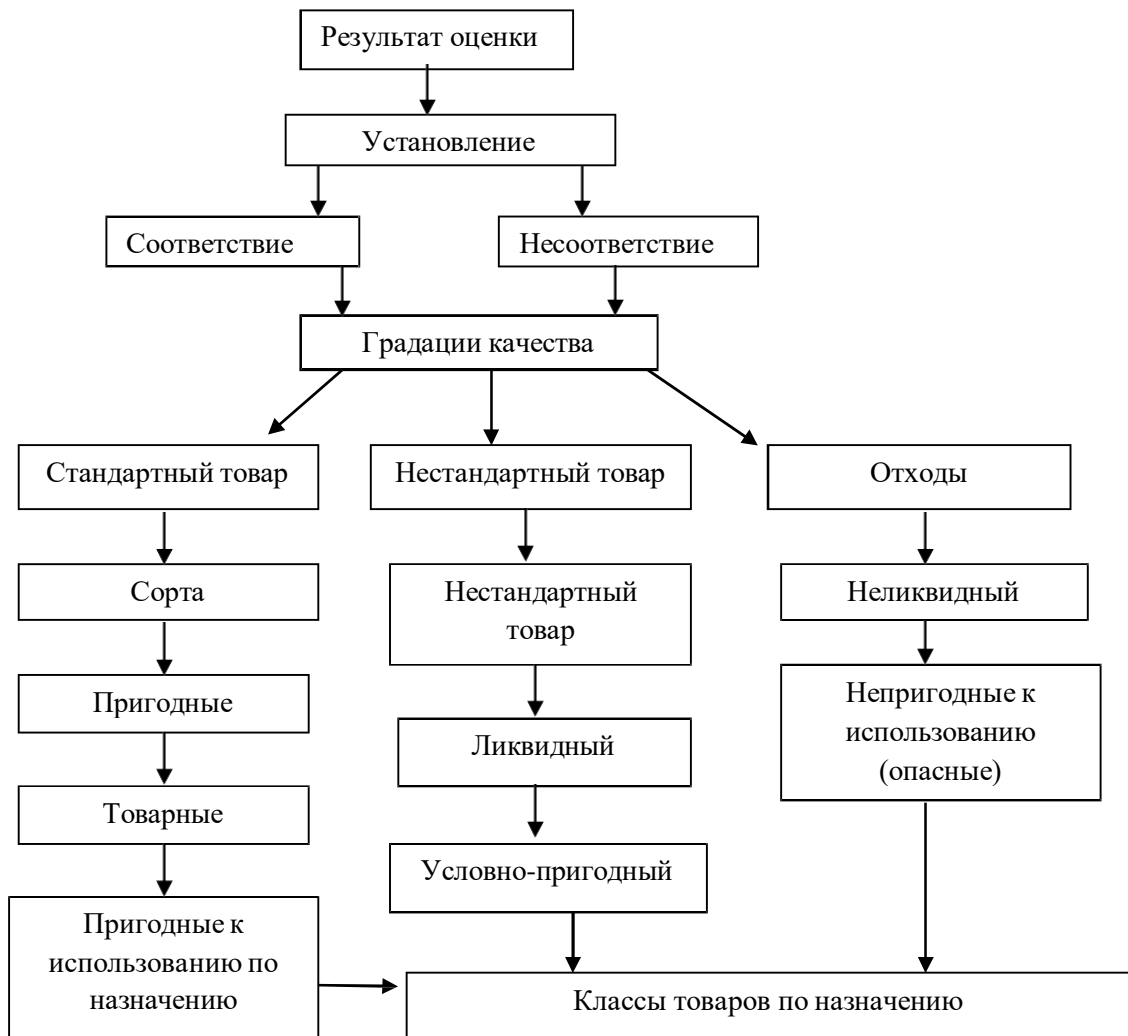 Результат оценки
Установление
Соответствие
Несоответствие
Градации качества
Стандартный товар
Нестандартный товар
Отходы
Сорта
Нестандартный
товар
Неликвидный
Пригодные
Ликвидный
Непригодные к
использованию
(опасные)
Товарные
Условно-пригодный
Пригодные к
использованию по
назначению
Классы товаров по назначению